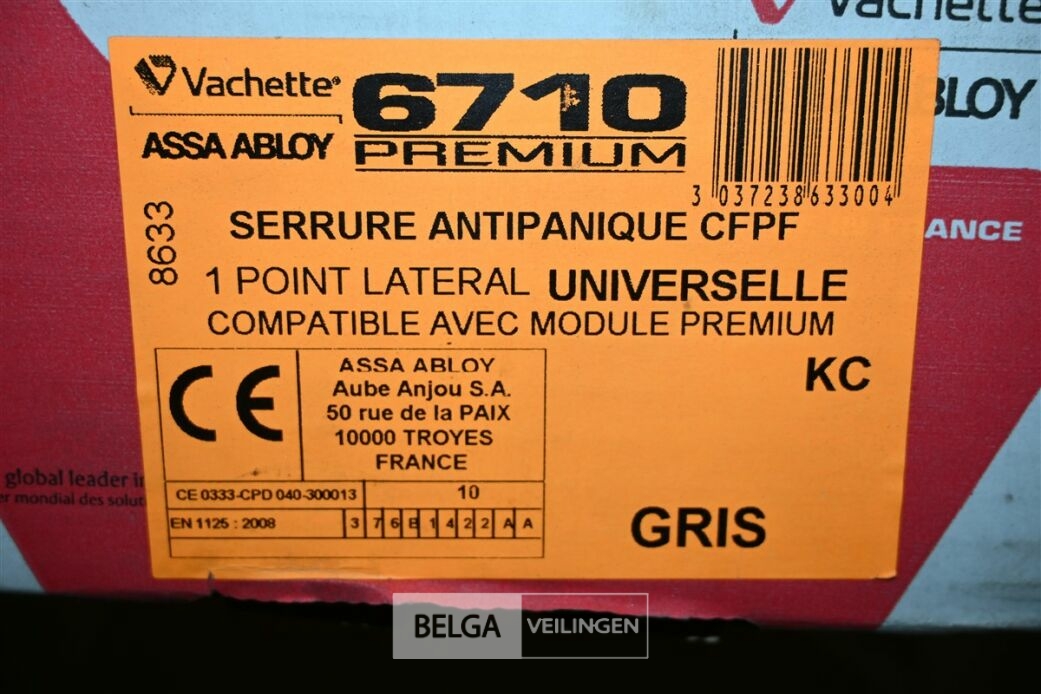 Vachette
BLOY
ANCE
global leader in
er mondial des solut
Vachette®
ASSA ABLOY
6710
PREMIUM
3 037238 633004
8633
SERRURE ANTIPANIQUE CFPF
1 POINT LATERAL UNIVERSELLE
COMPATIBLE AVEC MODULE PREMIUM
KC
CE
ASSA ABLOY
Aube Anjou S.A.
50 rue de la PAIX
10000 TROYES
FRANCE
CE 0333-CPD 040-300013 10
EN 1125 : 2008 3 7 6 B 1 4 2 2 A A
GRIS
BELGA VEILINGEN